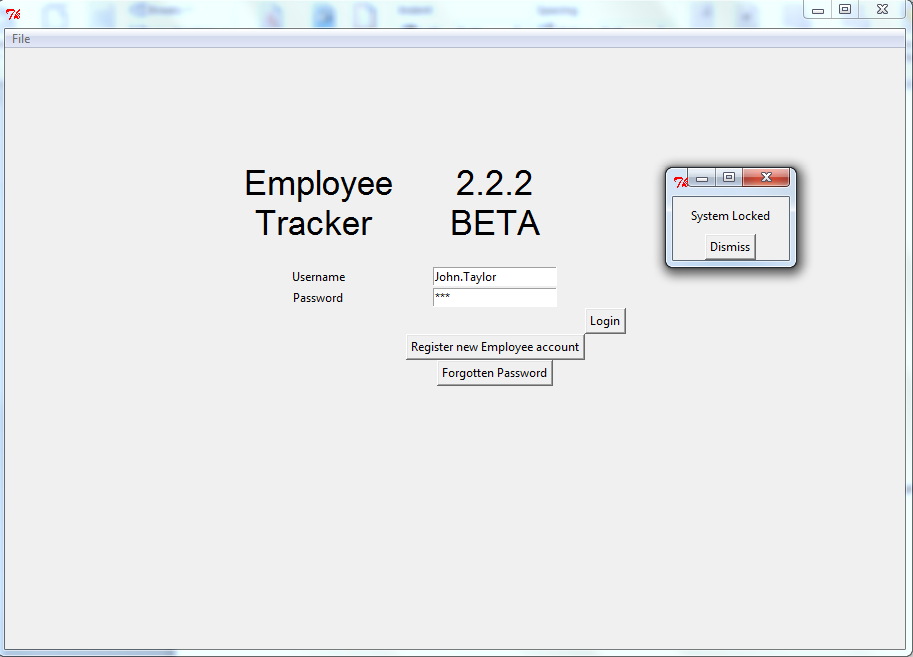 File
Employee 2.2.2
Tracker BETA
System Locked
Dismiss
Username John.Taylor
Password ***
Login
Register new Employee account
Forgotten Password